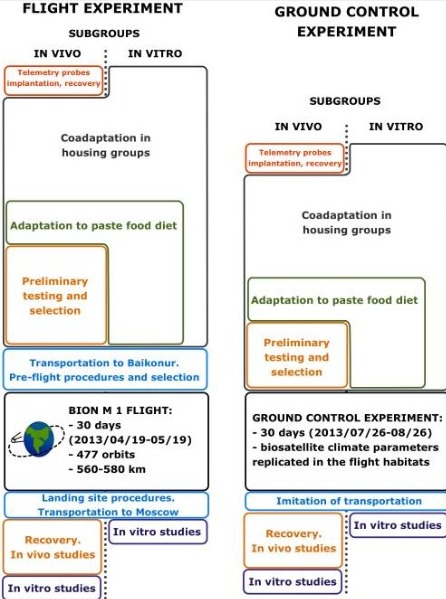 FLIGHT EXPERIMENT
SUBGROUPS
IN VIVO
IN VITRO
Telemetry probes
implantation, recovery
Coadaptation in
housing groups
Adaptation to paste food diet
Preliminary
testing and
selection
Transportation to Baikonur.
Pre-flight procedures and selection
BION M 1 FLIGHT:
- 30 days
(2013/04/19-05/19)
- 477 orbits
- 560-580 km
Landing site procedures.
Transportation to Moscow
Recovery.
In vivo studies
In vitro studies
In vitro studies
GROUND CONTROL
EXPERIMENT
SUBGROUPS
IN VIVO
IN VITRO
Telemetry probes
implantation, recovery
Coadaptation in
housing groups
Adaptation to paste food diet
Preliminary
testing and
selection
GROUND CONTROL EXPERIMENT:
- 30 days (2013/07/26-08/26)
- biosatellite climate parameters
replicated in the flight habitats
Imitation of transportation
Recovery.
In vivo studies
In vitro studies
In vitro studies